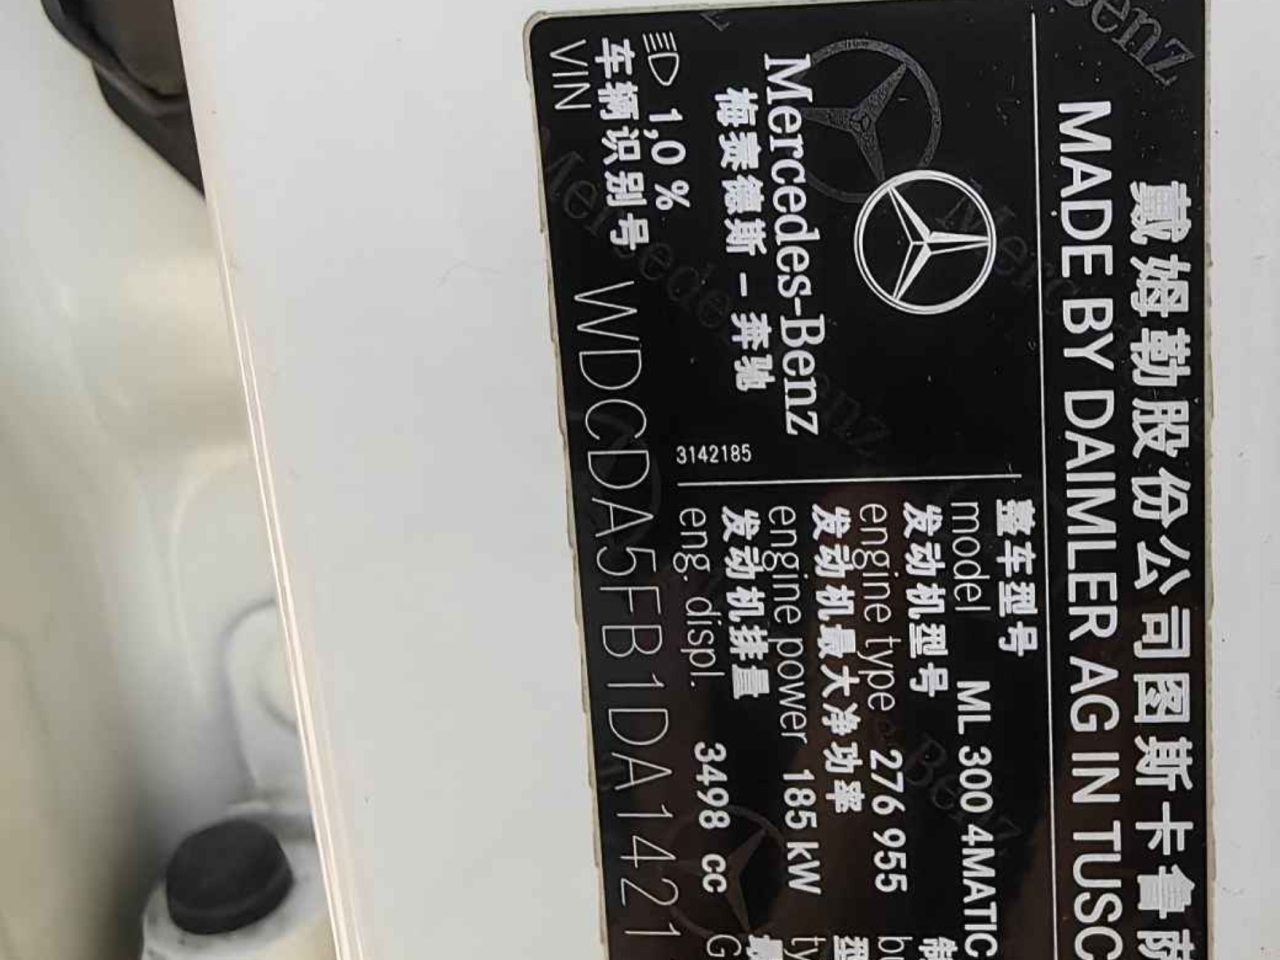 戴姆勒股份公司图斯卡鲁萨
MADE BY DAIMLER AG IN TUSC
Mercedes-Benz
梅赛德斯-奔驰
1,0 %
3142185
整车型号
model ML 300 4MATIC
发动机型号
engine type 276 955
发动机最大净功率
engine power 185 kW
发动机排量
eng. displ. 3498 cc
车辆识别号
VIN WDCDA5FB1DA1421